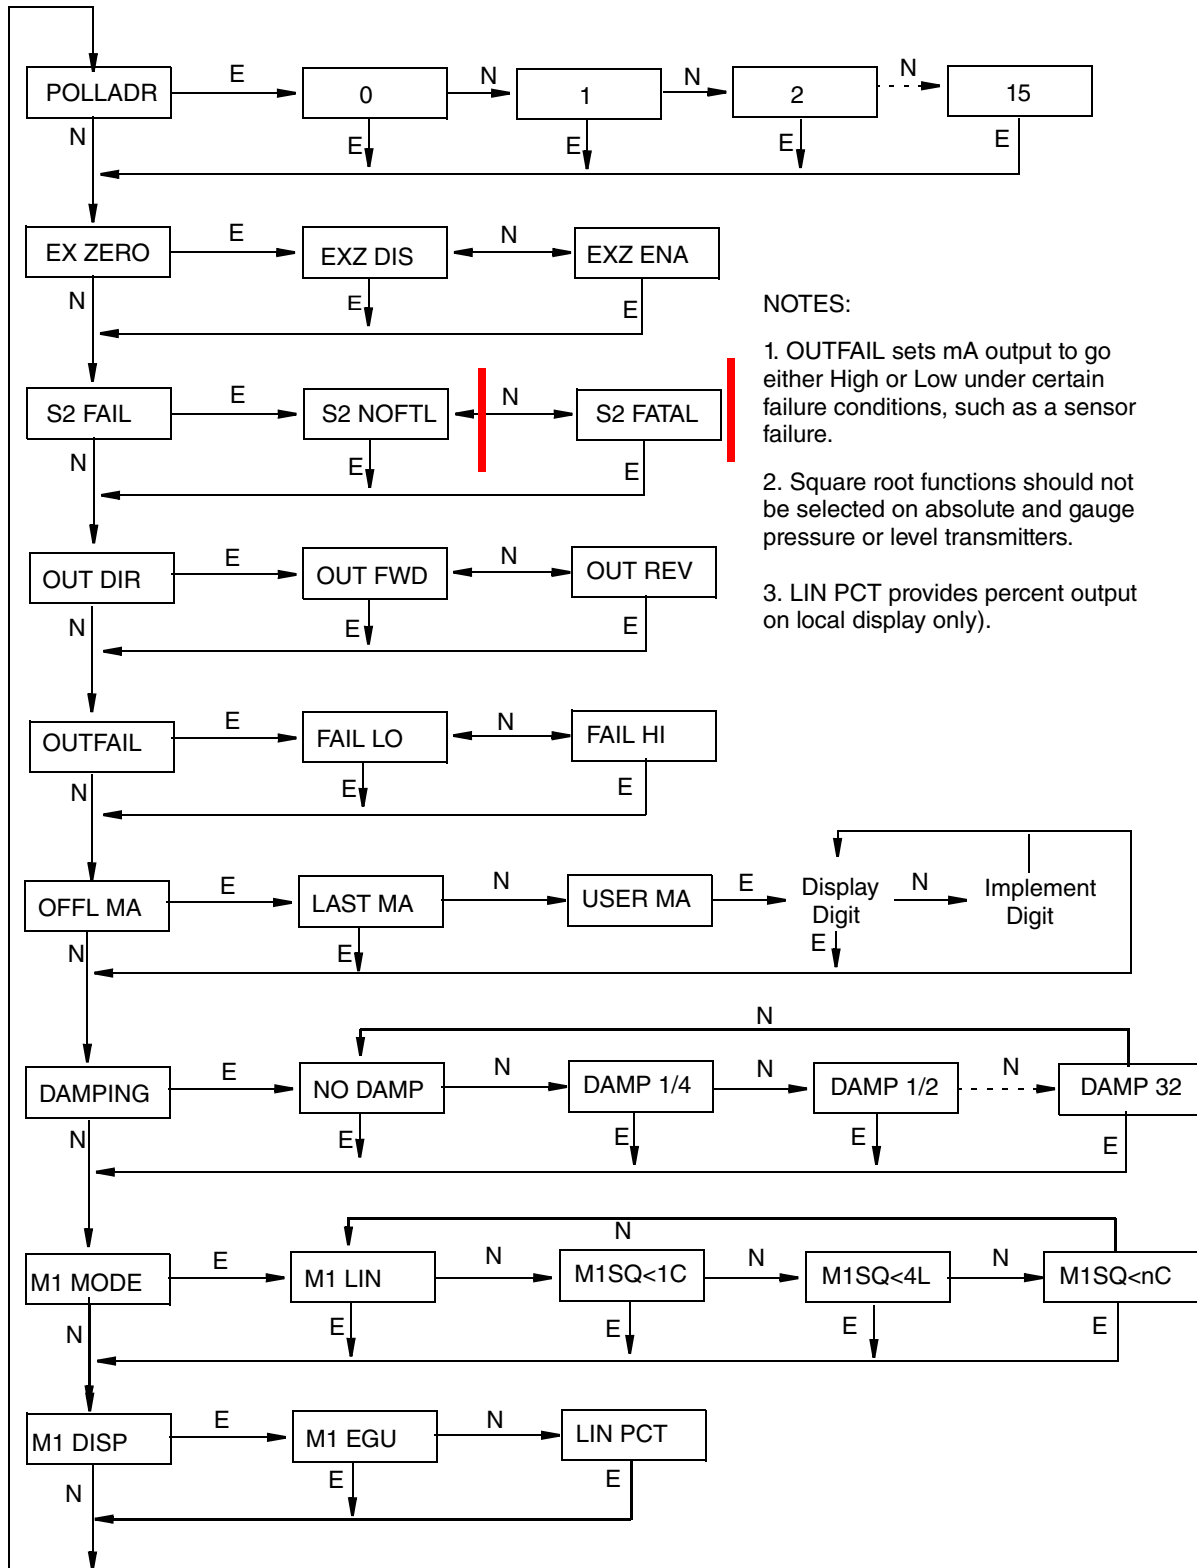 POLLADR E 0 N 1 N 2 N 15
N E E E E
EX ZERO E EXZ DIS N EXZ ENA
N E E
S2 FAIL E S2 NOFTL N S2 FATAL
N E E
OUT DIR E OUT FWD N OUT REV
N E E
OUTFAIL E FAIL LO N FAIL HI
N E E
OFFL MA E LAST MA N USER MA E Display Digit N Implement Digit
N E E
N
DAMPING E NO DAMP N DAMP 1/4 N DAMP 1/2 N DAMP 32
N E E E E
N
M1 MODE E M1 LIN N M1SQ<1C N M1SQ<4L N M1SQ<nC
N E E E E
M1 DISP E M1 EGU N LIN PCT
N E E
NOTES:
1. OUTFAIL sets mA output to go
either High or Low under certain
failure conditions, such as a sensor
failure.
2. Square root functions should not
be selected on absolute and gauge
pressure or level transmitters.
3. LIN PCT provides percent output
on local display only).